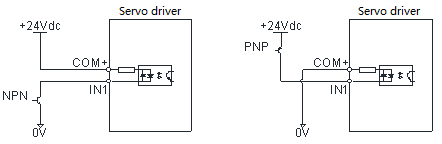 Servo driver
+24Vdc
COM+
IN1
NPN
0V
Servo driver
+24Vdc
PNP
COM+
IN1
0V